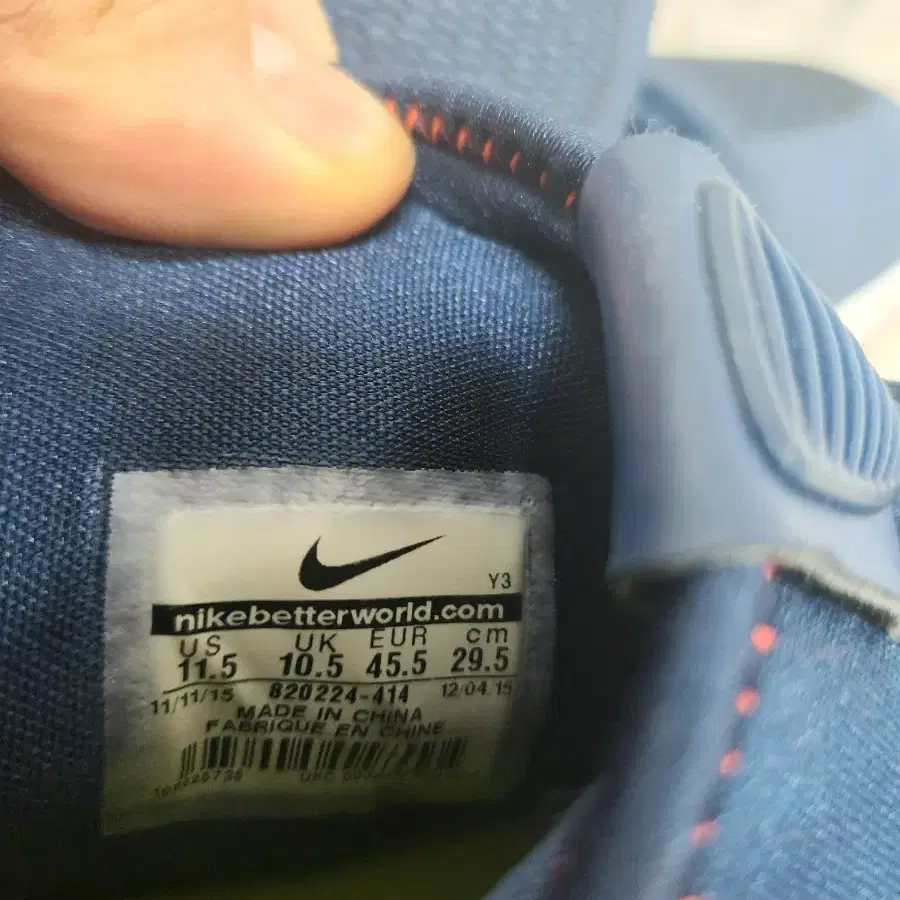 Y3
nikebetterworld.com
US UK EUR cm
11.5 10.5 45.5 29.5
11/11/15 820224-414 12/04/15
MADE IN CHINA
FABRIQUE EN CHINE
UPC